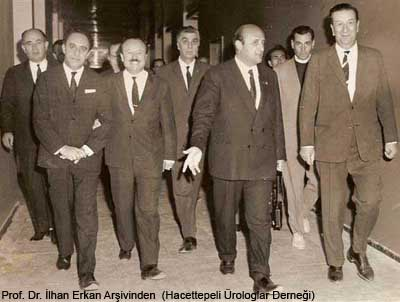 Prof. Dr. İlhan Erkan Arşivinden  (Hacettepeli Ürologlar Derneği)